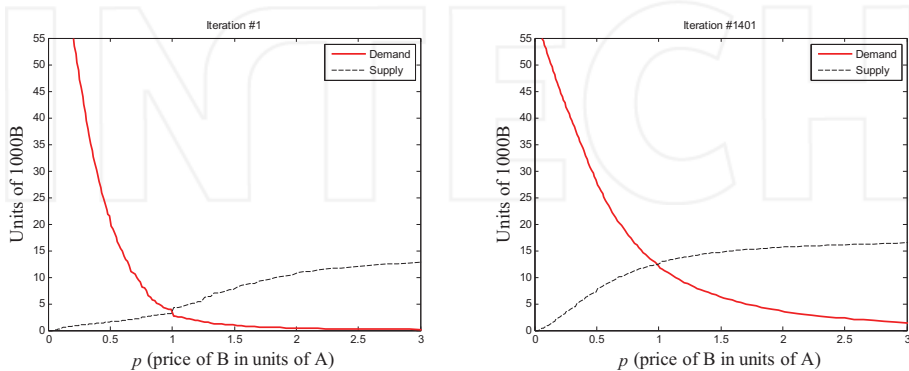 Iteration #1
55
50
45
40
35
30
25
20
15
10
5
0
Units of 1000B
Demand
Supply
0 0.5 1 1.5 2 2.5 3
p (price of B in units of A)
Iteration #1401
55
50
45
40
35
30
25
20
15
10
5
0
Units of 1000B
Demand
Supply
0 0.5 1 1.5 2 2.5 3
p (price of B in units of A)
INTECH